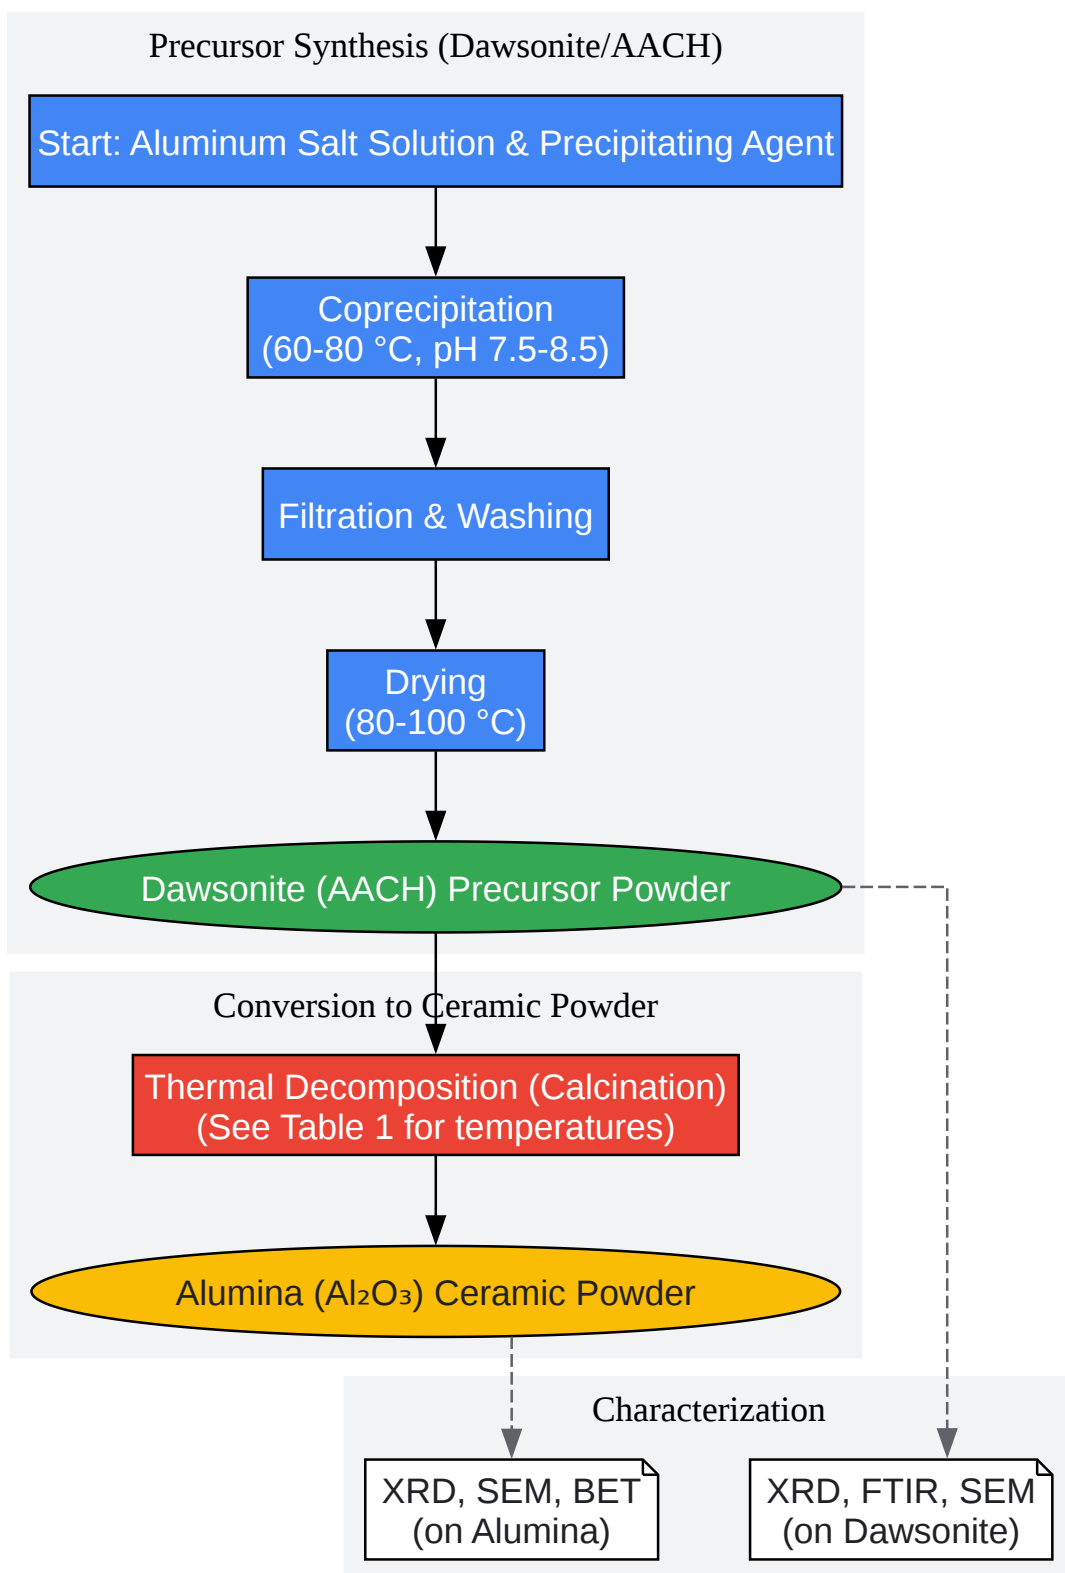 Precursor Synthesis (Dawsonite/AACH)
Start: Aluminum Salt Solution & Precipitating Agent
Coprecipitation
(60-80 °C, pH 7.5-8.5)
Filtration & Washing
Drying
(80-100 °C)
Dawsonite (AACH) Precursor Powder
Conversion to Ceramic Powder
Thermal Decomposition (Calcination)
(See Table 1 for temperatures)
Alumina (Al₂O₃) Ceramic Powder
Characterization
XRD, SEM, BET
(on Alumina)
XRD, FTIR, SEM
(on Dawsonite)